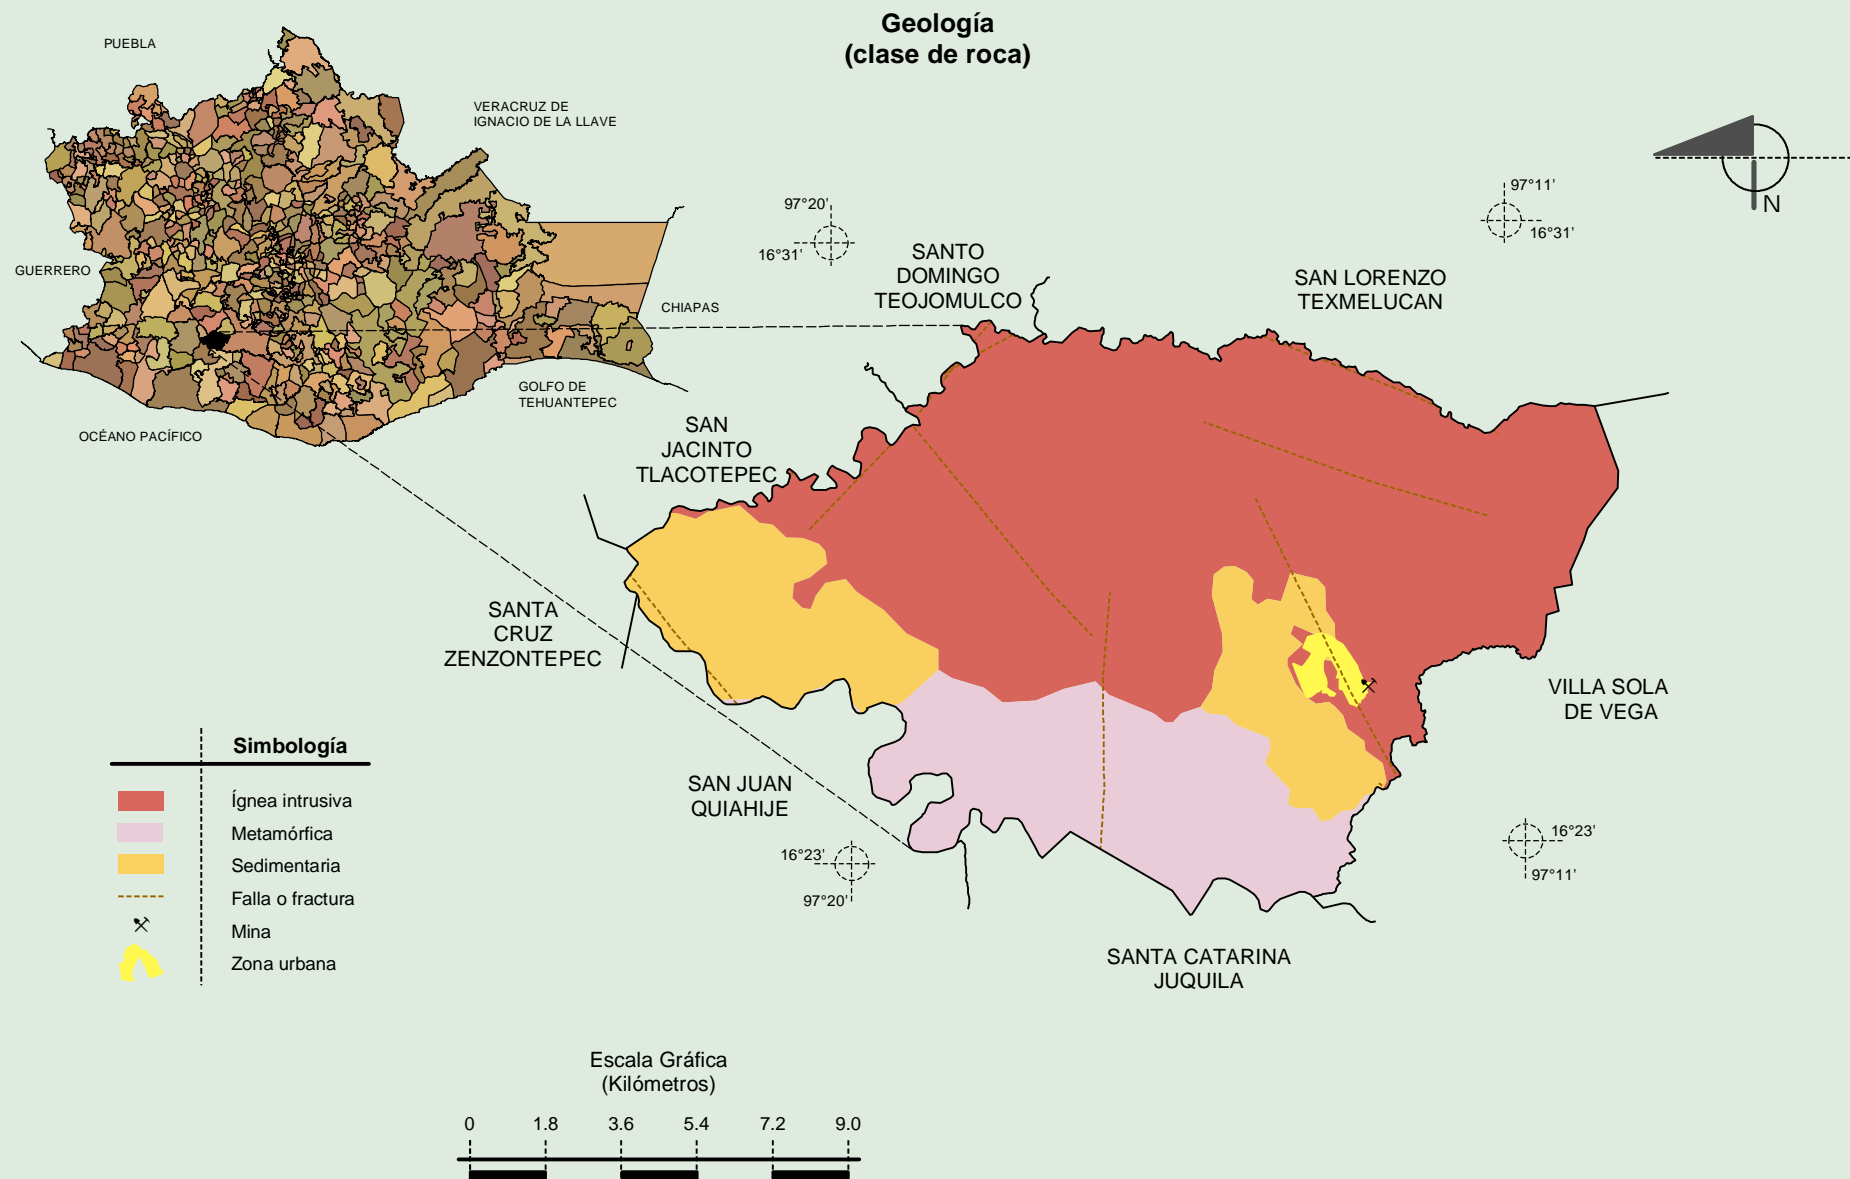 Geología
(clase de roca)
PUEBLA
VERACRUZ DE
IGNACIO DE LA LLAVE
GUERRERO
CHIAPAS
GOLFO DE
TEHUANTEPEC
OCÉANO PACÍFICO
N
97°20'
16°31'
97°11'
16°31'
SANTO
DOMINGO
TEOJOMULCO
SAN LORENZO
TEXMELUCAN
SAN
JACINTO
TLACOTEPEC
SANTA
CRUZ
ZENZONTEPEC
VILLA SOLA
DE VEGA
SAN JUAN
QUIAHIJE
16°23'
97°20'
16°23'
97°11'
SANTA CATARINA
JUQUILA
Simbología
Ígnea intrusiva
Metamórfica
Sedimentaria
Falla o fractura
Mina
Zona urbana
Escala Gráfica
(Kilómetros)
0 1.8 3.6 5.4 7.2 9.0